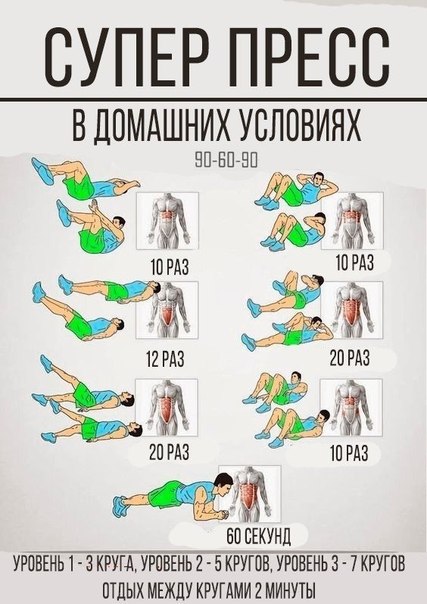 СУПЕР ПРЕСС
В ДОМАШНИХ УСЛОВИЯХ
90-60-90
10 РАЗ
10 РАЗ
12 РАЗ
20 РАЗ
20 РАЗ
10 РАЗ
60 СЕКУНД
УРОВЕНЬ 1 - 3 КРУГА, УРОВЕНЬ 2 - 5 КРУГОВ, УРОВЕНЬ 3 - 7 КРУГОВ
ОТДЫХ МЕЖДУ КРУГАМИ 2 МИНУТЫ